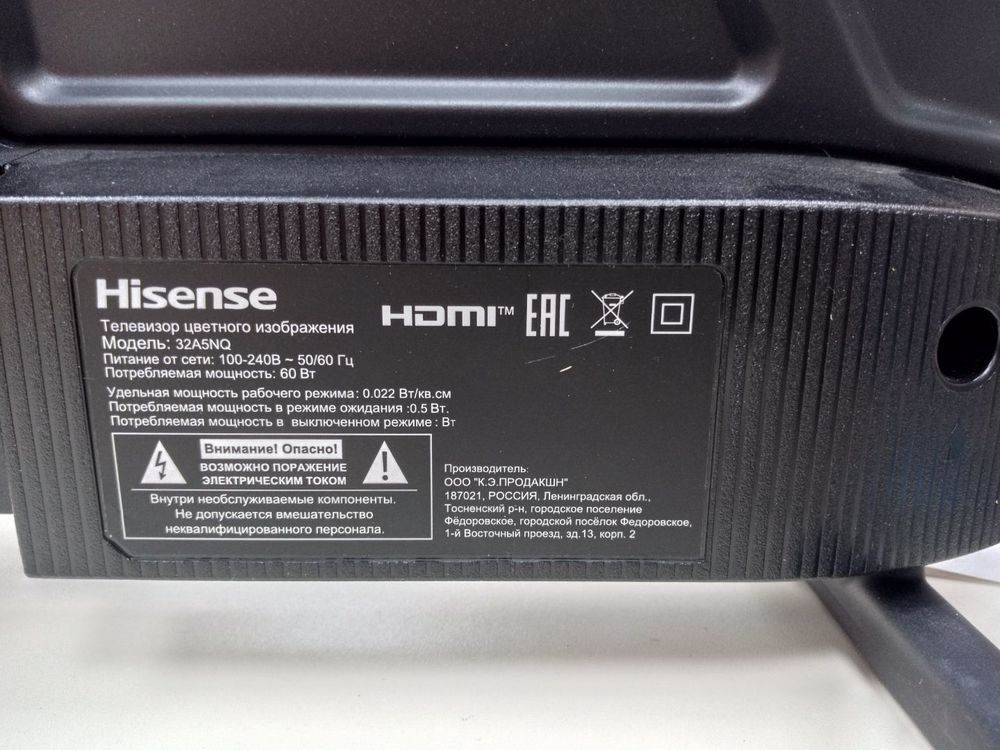 Hisense
HDMI™ EAC
Телевизор цветного изображения
Модель: 32A5NQ
Питание от сети: 100-240В ~ 50/60 Гц
Потребляемая мощность: 60 Вт
Удельная мощность рабочего режима: 0.022 Вт/кв.см
Потребляемая мощность в режиме ожидания :0.5 Вт.
Потребляемая мощность в выключенном режиме : Вт
Внимание! Опасно!
ВОЗМОЖНО ПОРАЖЕНИЕ
ЭЛЕКТРИЧЕСКИМ ТОКОМ
Внутри необслуживаемые компоненты.
Не допускается вмешательство
неквалифицированного персонала.
Производитель:
ООО "К.Э.ПРОДАКШН"
187021, РОССИЯ, Ленинградская обл.,
Тосненский р-н, городское поселение
Фёдоровское, городской посёлок Федоровское,
1-й Восточный проезд, зд.13, корп. 2